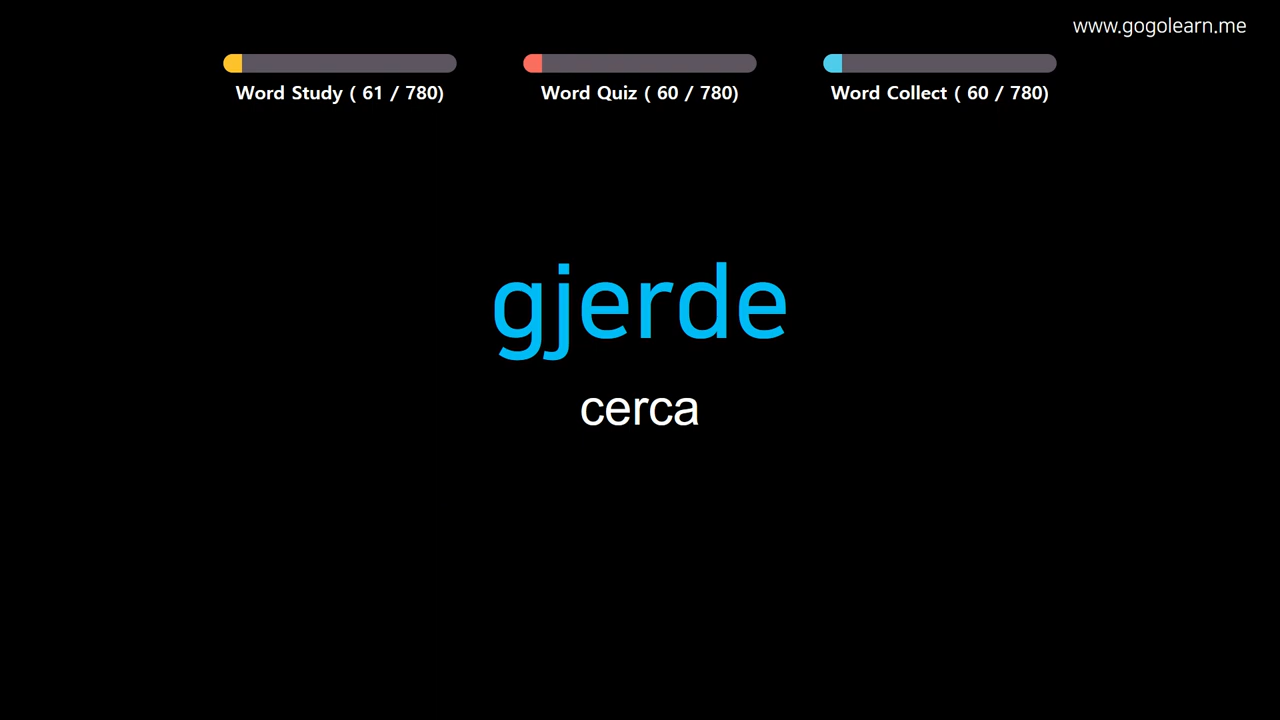 www.gogolearn.me
Word Study ( 61 / 780)
Word Quiz ( 60 / 780)
Word Collect ( 60 / 780)
gjerde
cerca